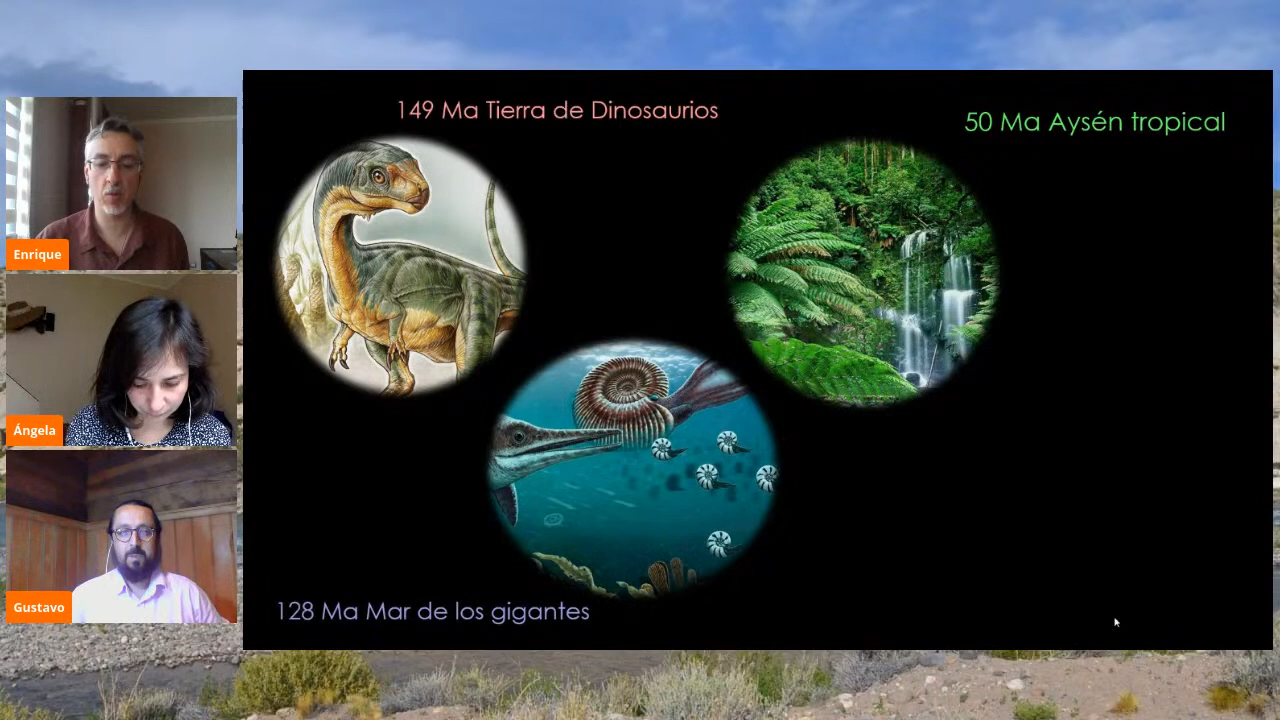 149 Ma Tierra de Dinosaurios
50 Ma Aysén tropical
Enrique
Ángela
Gustavo
128 Ma Mar de los gigantes